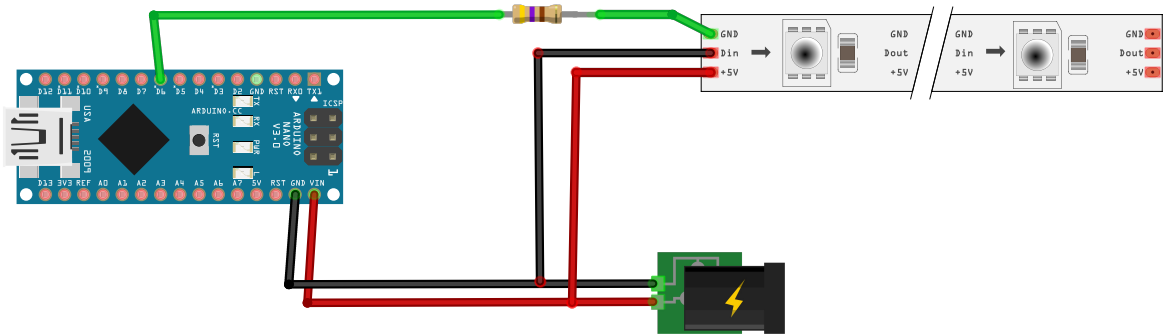 GND
Din
+5V
GND
Dout
+5V
GND
Din
+5V
GND
Dout
+5V
D12 D11 D10 D9 D8 D7 D6 D5 D4 D3 D2 GND RST RX0 TX1
USA
2009
ARDUINO.CC
RST
TX
RX
PWR
L
ARDUINO
NANO
V3.0
ICSP
1
D13 3V3 REF A0 A1 A2 A3 A4 A5 A6 A7 5V RST GND VIN